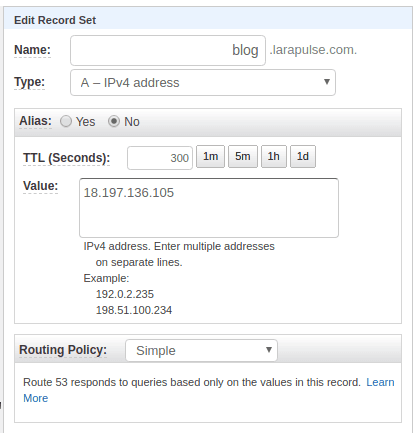 Edit Record Set
Name: blog .larapulse.com.
Type: A – IPv4 address
Alias: Yes No
TTL (Seconds): 300 1m 5m 1h 1d
Value: 18.197.136.105
IPv4 address. Enter multiple addresses
on separate lines.
Example:
192.0.2.235
198.51.100.234
Routing Policy: Simple
Route 53 responds to queries based only on the values in this record. Learn
More